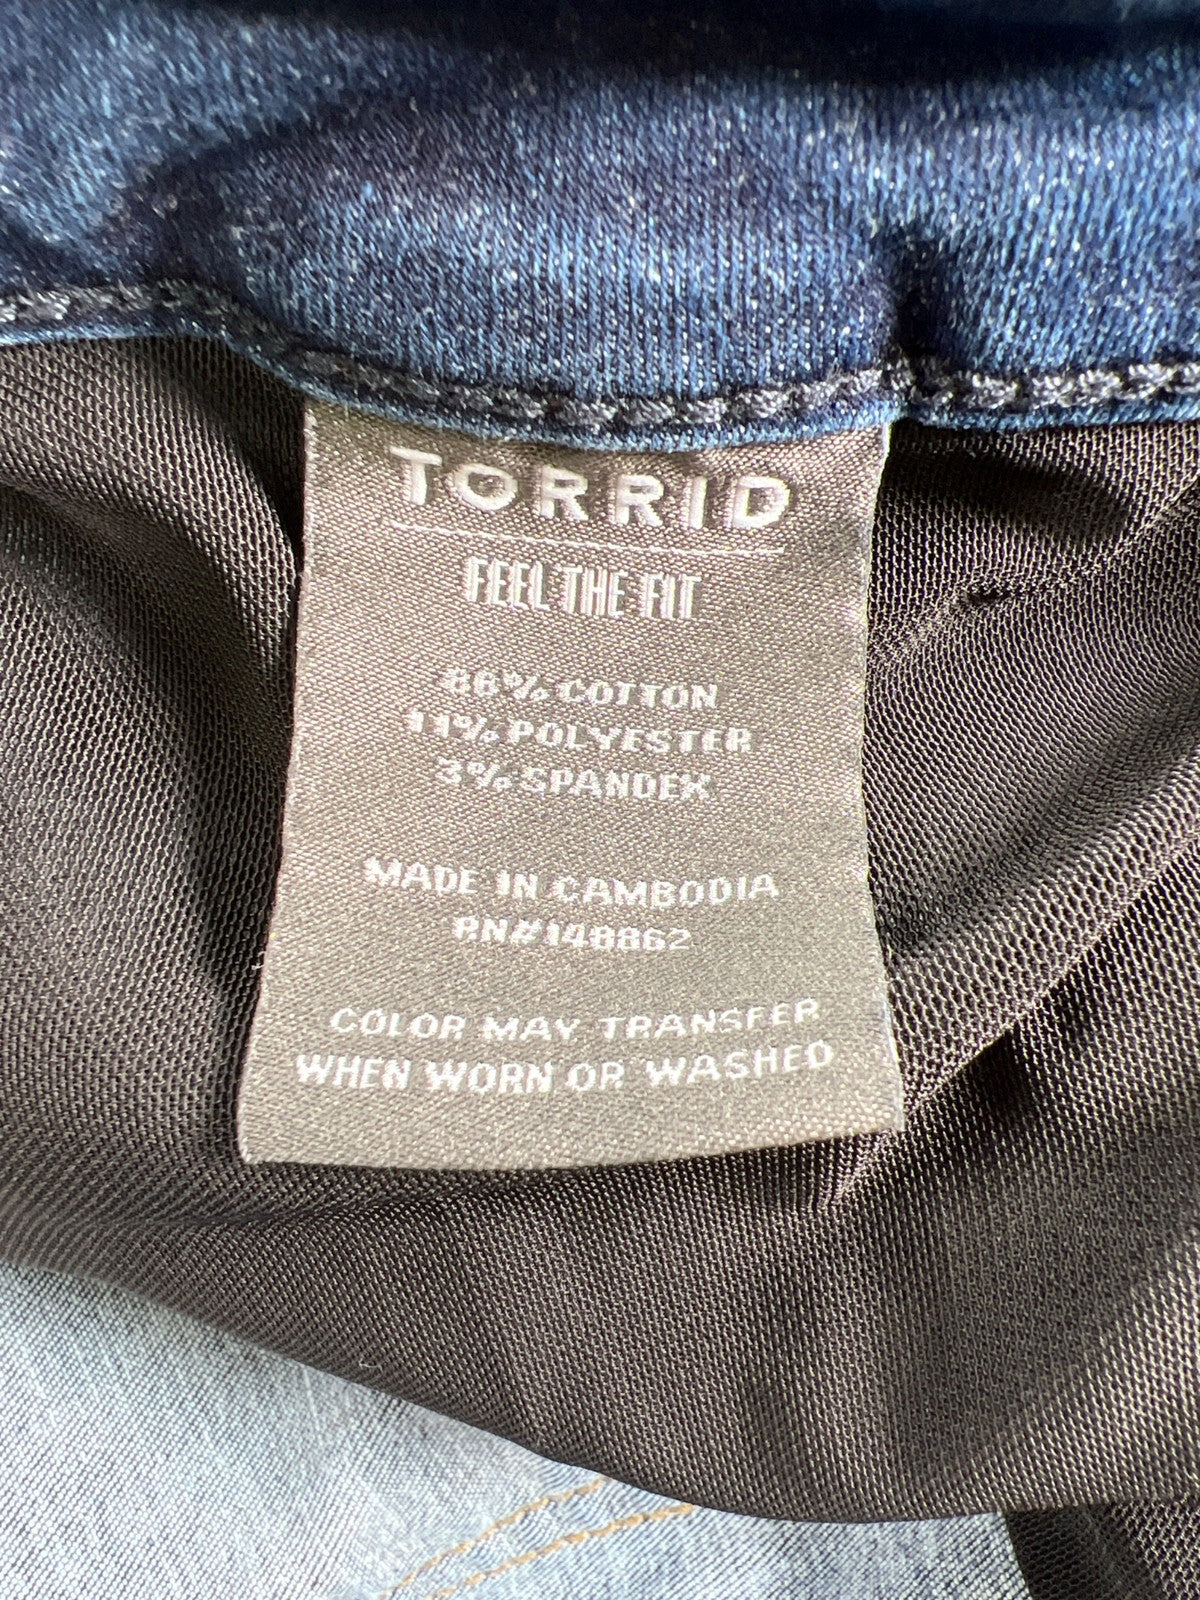 TORRID
FEEL THE FIT
86% COTTON
11% POLYESTER
3% SPANDEX
MADE IN CAMBODIA
RN#148862
COLOR MAY TRANSFER
WHEN WORN OR WASHED